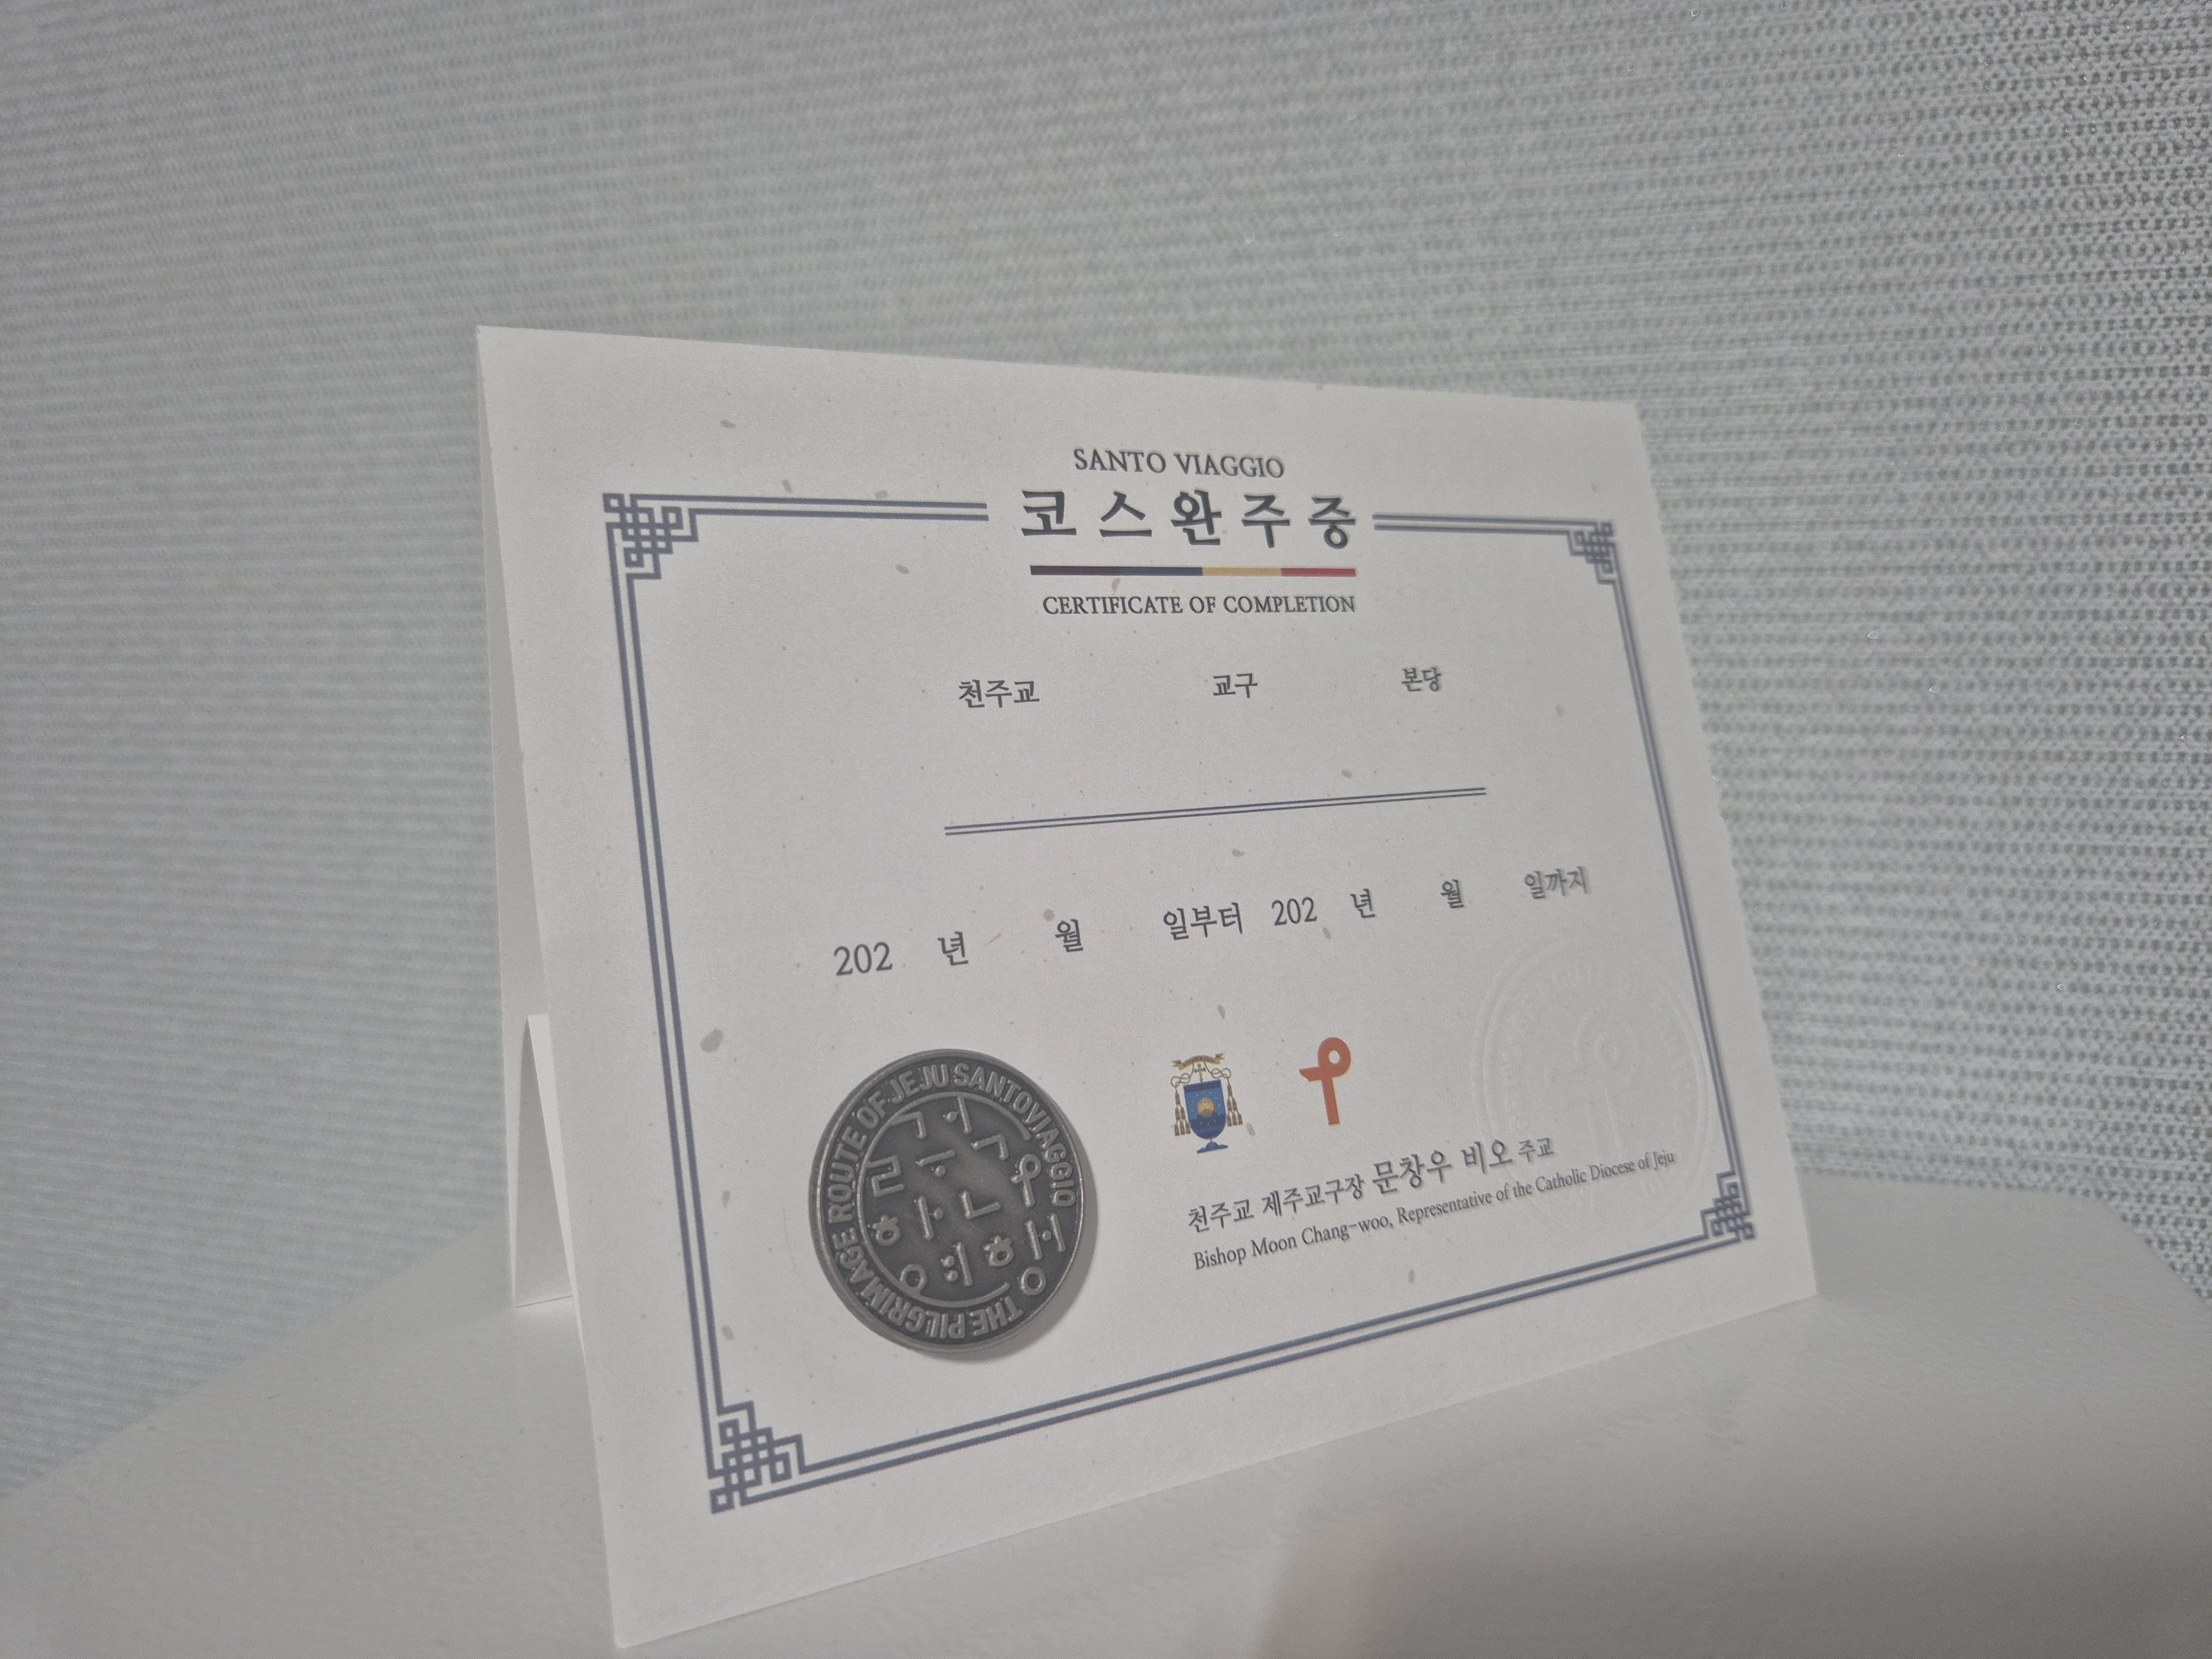 SANTO VIAGGIO
코스완주증
CERTIFICATE OF COMPLETION
천주교 교구 본당
202 년 월 일부터 202 년 월 일까지
THE PILGRIMAGE ROUTE OF JEJU SANTO VIAGGIO
천주교 제주교구장 문창우 비오 주교
Bishop Moon Chang-woo, Representative of the Catholic Diocese of Jeju